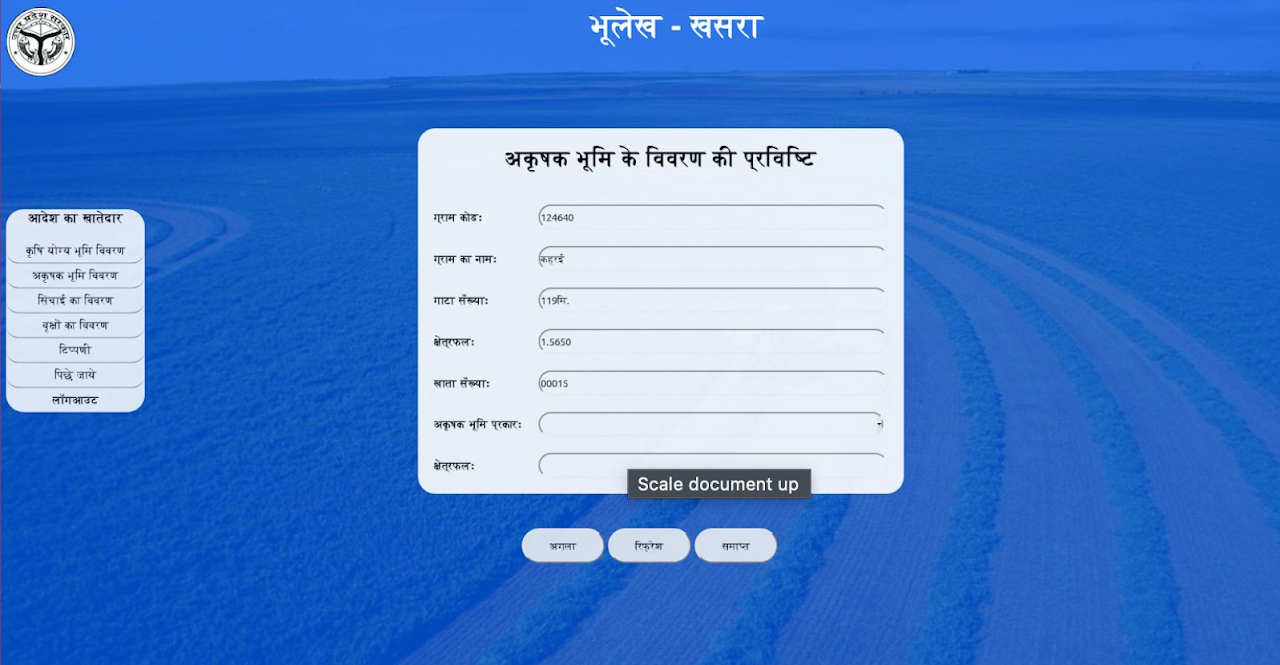 उत्तर प्रदेश सरकार
भूलेख - खसरा
अकृषक भूमि के विवरण की प्रविष्टि
ग्राम कोड: 124640
ग्राम का नाम: कहरई
गाटा सँख्या: 119मि.
क्षेत्रफल: 1.5650
खाता सँख्या: 00015
अकृषक भूमि प्रकार:
क्षेत्रफल:
Scale document up
अगला रिफ्रेश समाप्त
आदेश का खातेदार
कृषि योग्य भूमि विवरण
अकृषक भूमि विवरण
सिचाई का विवरण
वृक्षों का विवरण
टिप्पणी
पिछे जाये
लॉगआउट